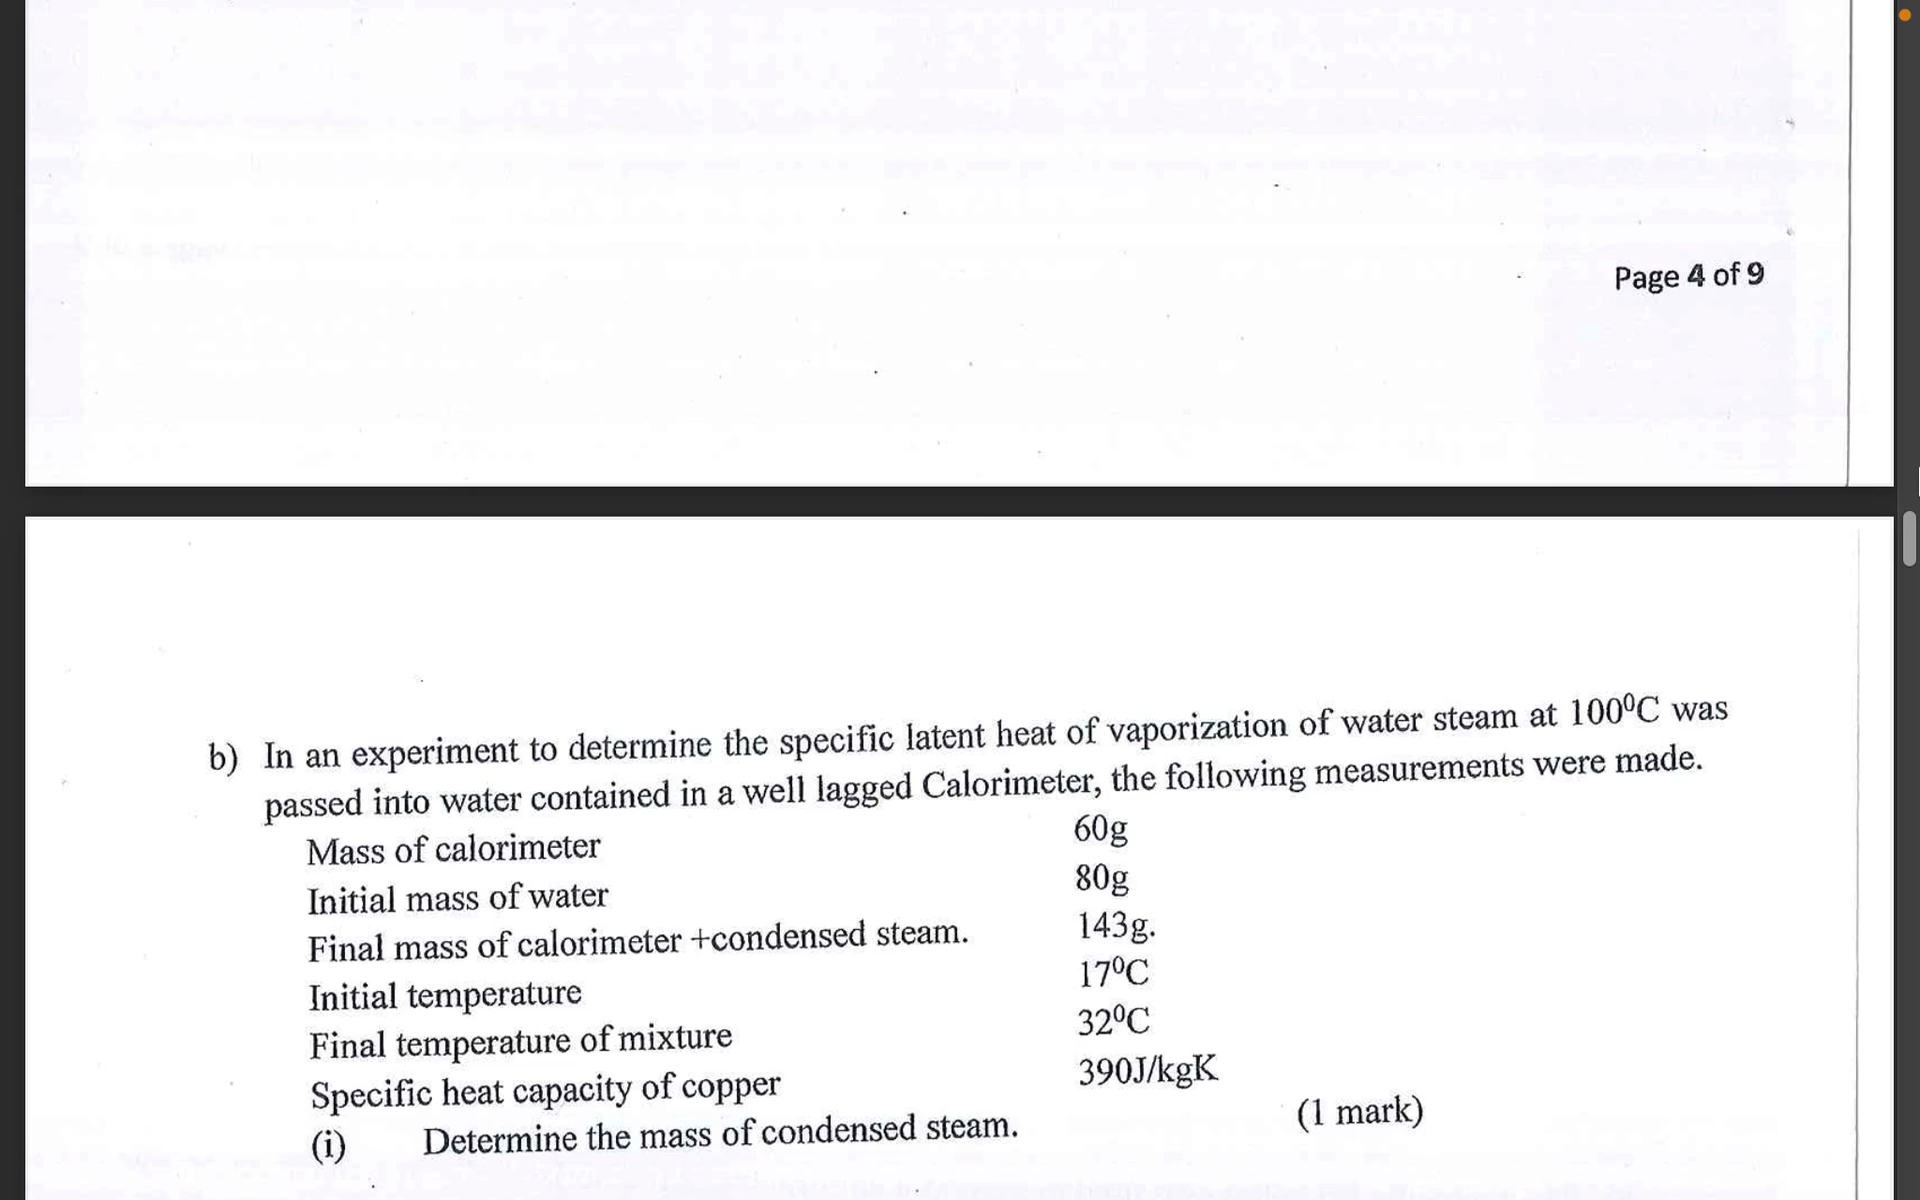 Page 4 of 9
b) In an experiment to determine the specific latent heat of vaporization of water steam at 100⁰C was
passed into water contained in a well lagged Calorimeter, the following measurements were made.
Mass of calorimeter 60g
Initial mass of water 80g
Final mass of calorimeter +condensed steam. 143g.
Initial temperature 17⁰C
Final temperature of mixture 32⁰C
Specific heat capacity of copper 390J/kgK
(i) Determine the mass of condensed steam. (1 mark)